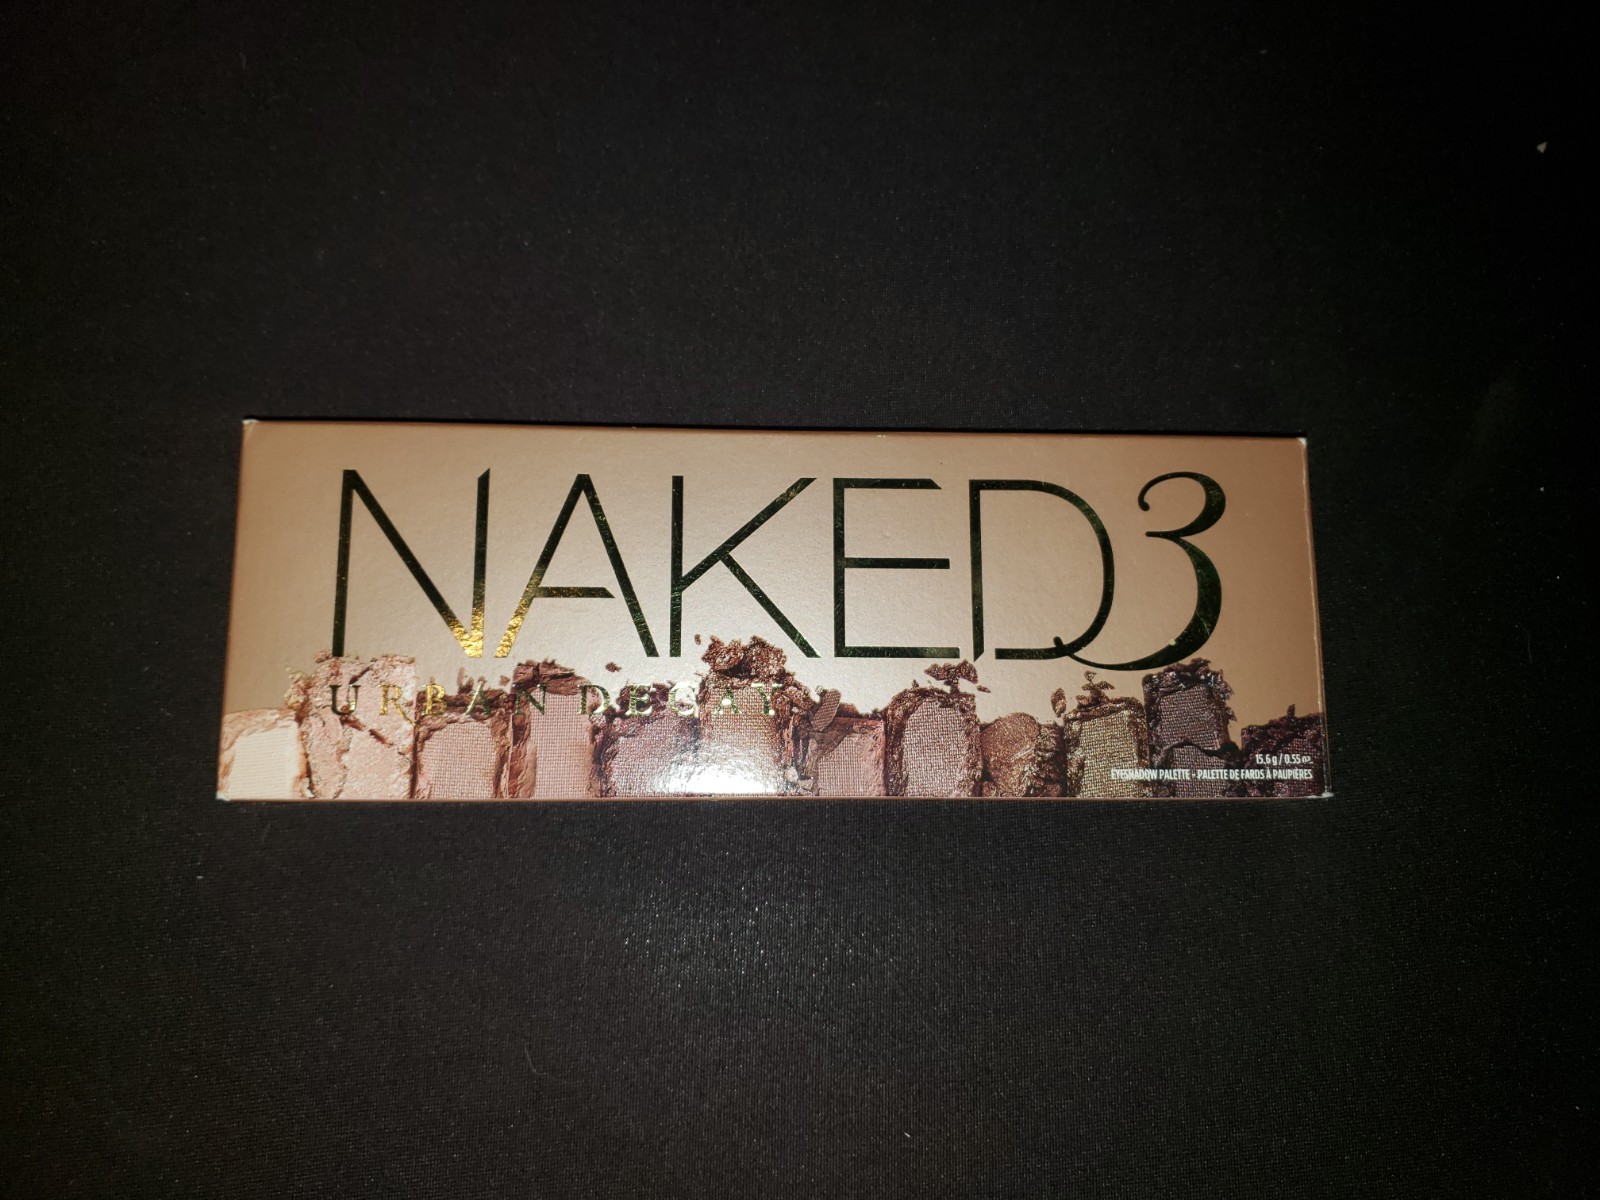 NAKED3
URBAN DECAY
15.6 g / 0.55 oz.
EYESHADOW PALETTE - PALETTE DE FARDS À PAUPIÈRES